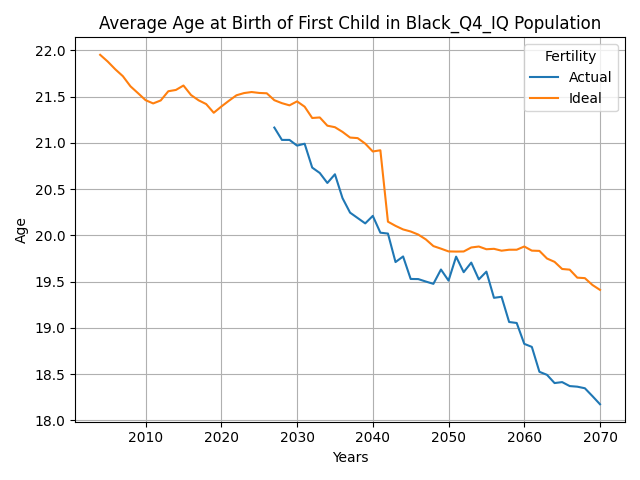 Average Age at Birth of First Child in Black_Q4_IQ Population
Fertility
Actual
Ideal
Age
22.0
21.5
21.0
20.5
20.0
19.5
19.0
18.5
18.0
2010 2020 2030 2040 2050 2060 2070
Years